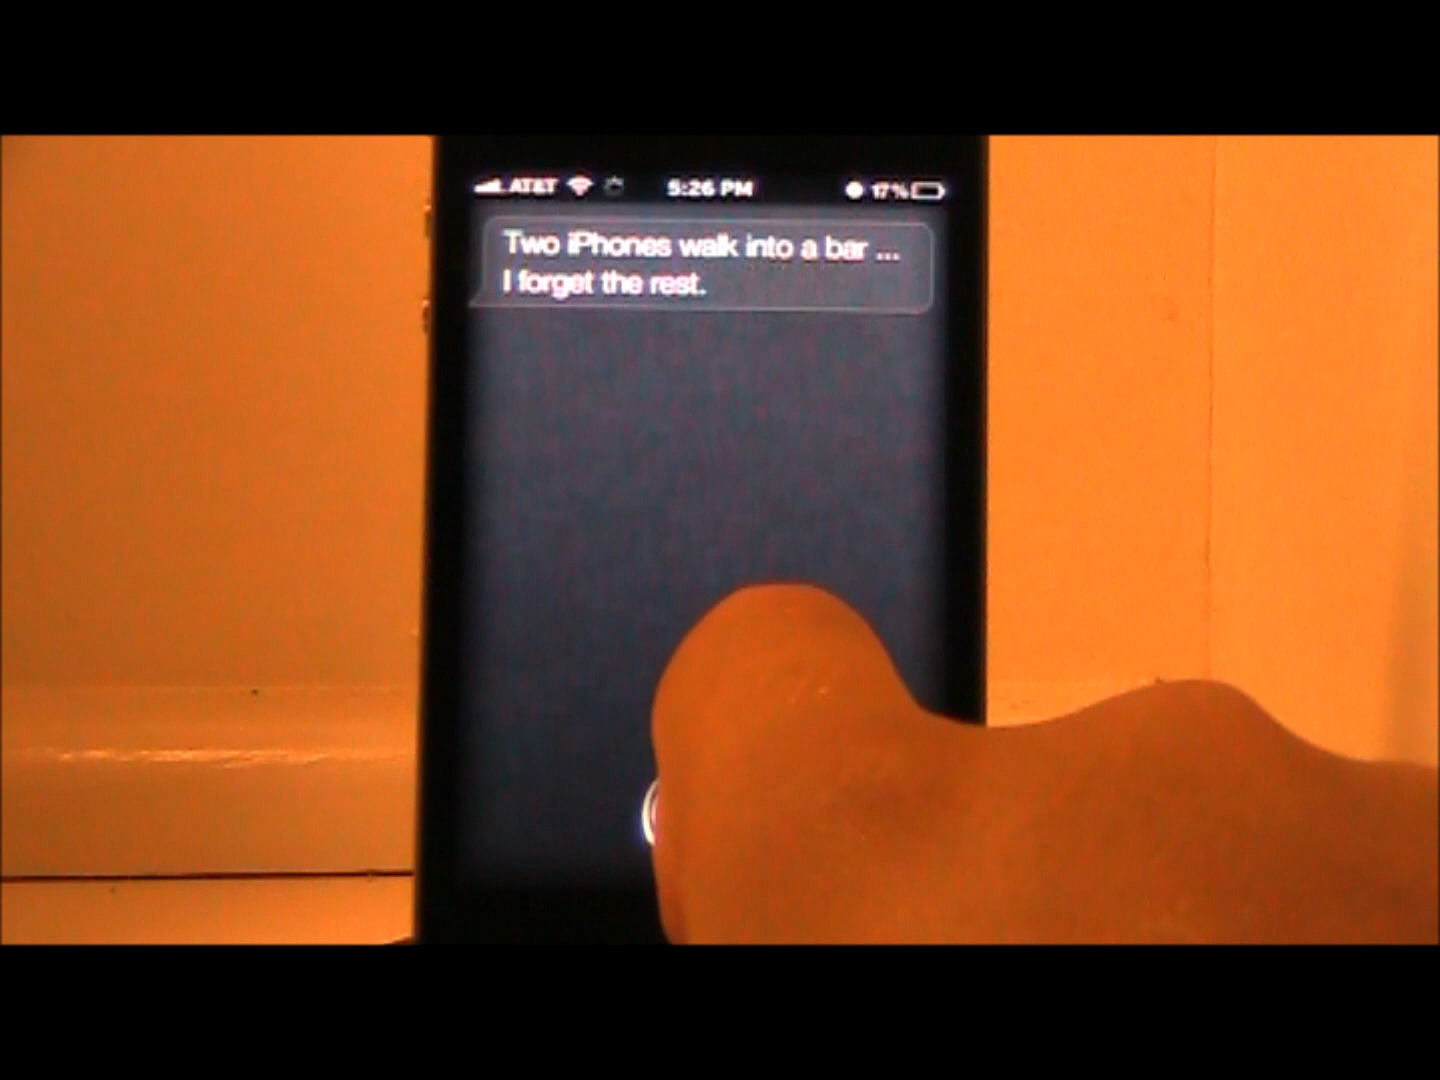 AT&T 5:26 PM 17%
Two iPhones walk into a bar ...
I forget the rest.